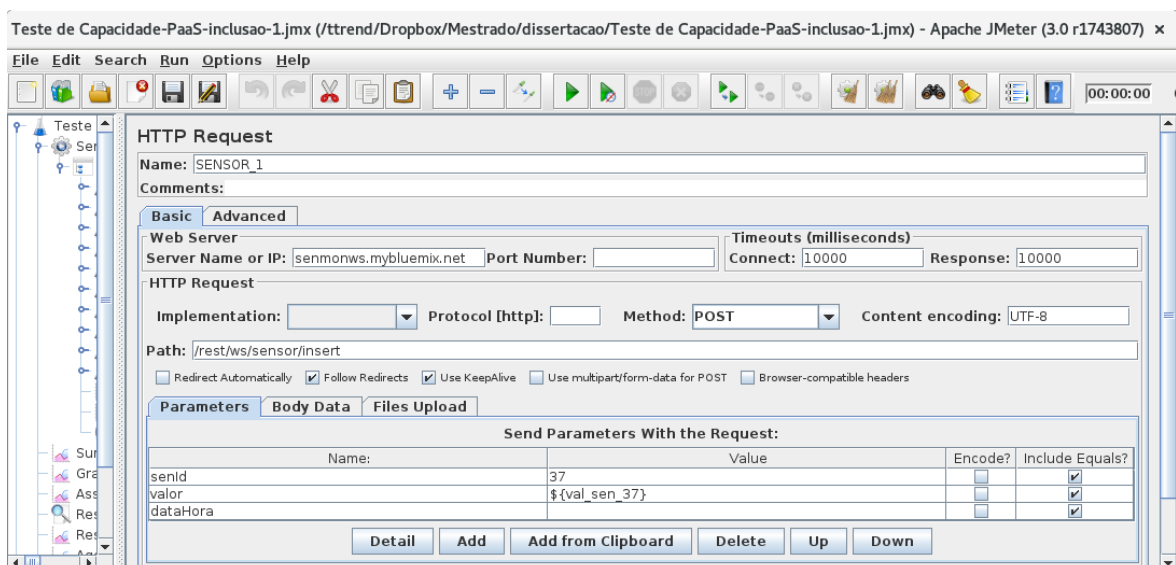 Teste de Capacidade-PaaS-inclusao-1.jmx (/ttrend/Dropbox/Mestrado/dissertacao/Teste de Capacidade-PaaS-inclusao-1.jmx) - Apache JMeter (3.0 r1743807) ×
File Edit Search Run Options Help
00:00:00
Teste
Ser
Sur
Gra
Ass
Res
Res
HTTP Request
Name: SENSOR_1
Comments:
Basic Advanced
Web Server
Server Name or IP: senmonws.mybluemix.net Port Number:
Timeouts (milliseconds)
Connect: 10000 Response: 10000
HTTP Request
Implementation: Protocol [http]: Method: POST Content encoding: UTF-8
Path: /rest/ws/sensor/insert
Redirect Automatically Follow Redirects Use KeepAlive Use multipart/form-data for POST Browser-compatible headers
Parameters Body Data Files Upload
Send Parameters With the Request:
Name: Value Encode? Include Equals?
senId 37
valor ${val_sen_37}
dataHora
Detail Add Add from Clipboard Delete Up Down